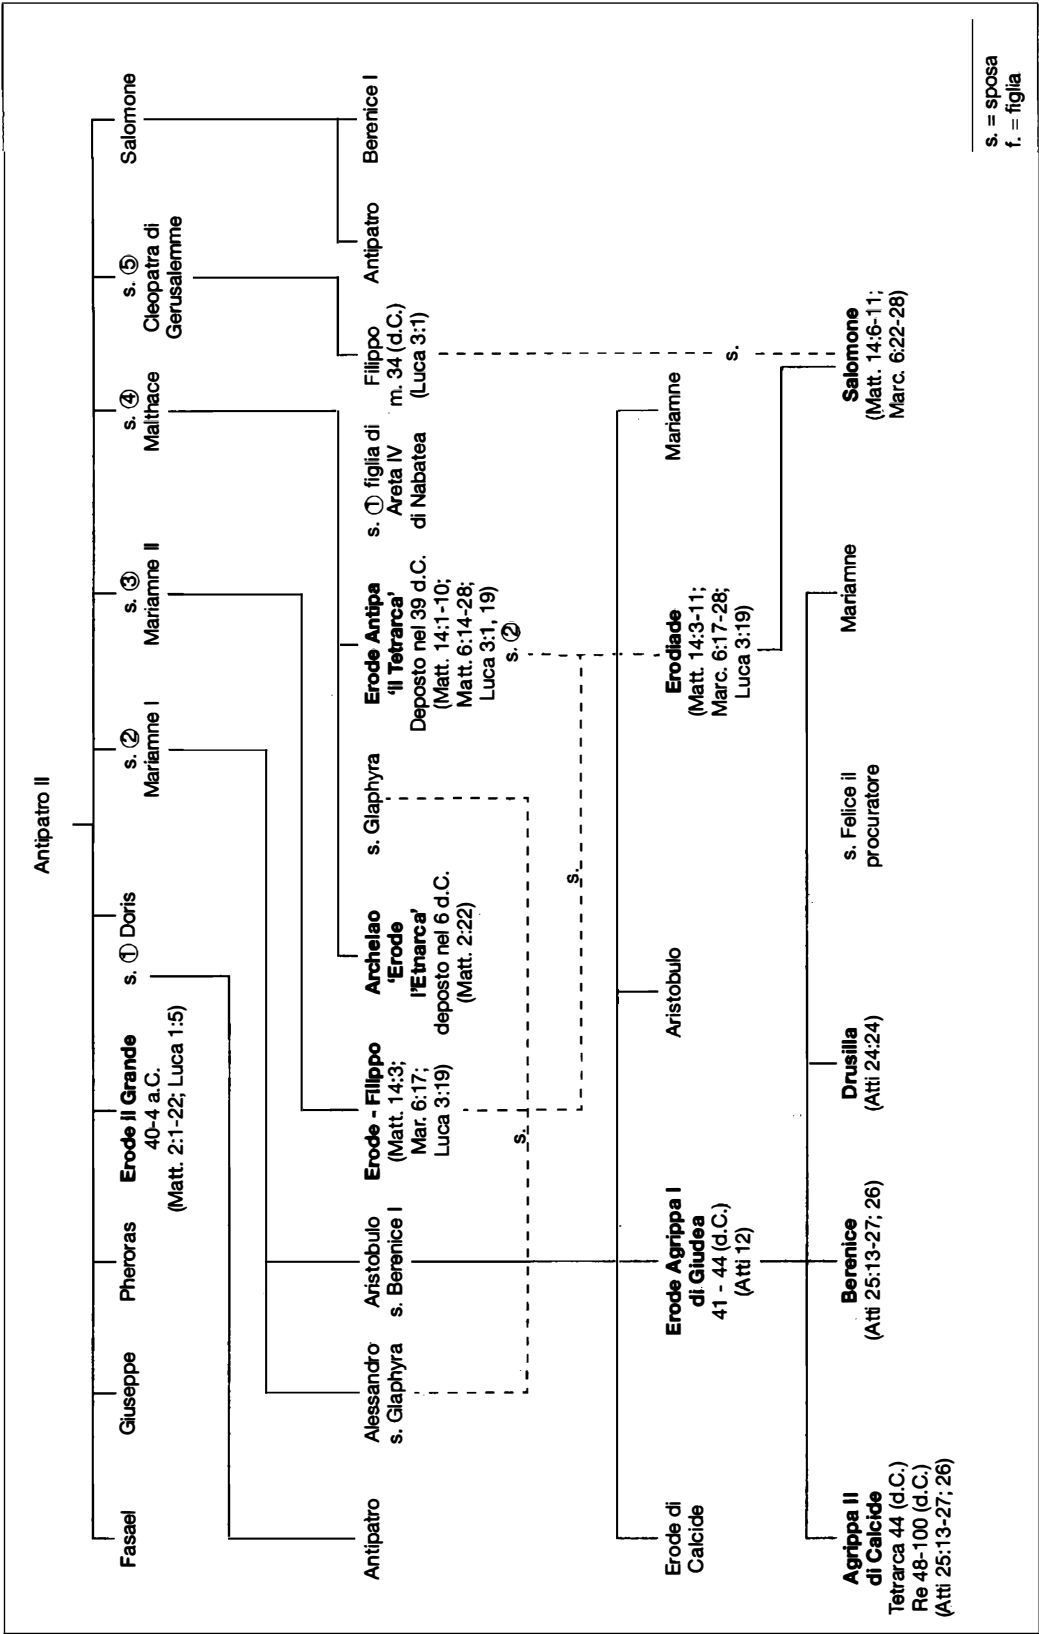 Antipatro II
Fasael
Giuseppe
Pheroras
Erode il Grande
40-4 a.C.
(Matt. 2:1-22; Luca 1:5)
s. ① Doris
s. ②
Mariamne I
s. ③
Mariamne II
s. ④
Malthace
s. ⑤
Cleopatra di
Gerusalemme
Salomone
Antipatro
Alessandro
s. Glaphyra
Aristobulo
s. Berenice I
Erode - Filippo
(Matt. 14:3;
Mar. 6:17;
Luca 3:19)
Archelao
'Erode
l'Etnarca'
deposto nel 6 d.C.
(Matt. 2:22)
s. Glaphyra
Erode Antipa
'Il Tetrarca'
Deposto nel 39 d.C.
(Matt. 14:1-10;
Matt. 6:14-28;
Luca 3:1, 19)
s. ②
s. ① figlia di
Areta IV
di Nabatea
Filippo
m. 34 (d.C.)
(Luca 3:1)
Antipatro
Berenice I
s.
s.
s.
Erode di
Calcide
Erode Agrippa I
di Giudea
41 - 44 (d.C.)
(Atti 12)
Aristobulo
Erodiade
(Matt. 14:3-11;
Marc. 6:17-28;
Luca 3:19)
Mariamne
Agrippa II
di Calcide
Tetrarca 44 (d.C.)
Re 48-100 (d.C.)
(Atti 25:13-27; 26)
Berenice
(Atti 25:13-27; 26)
Drusilla
(Atti 24:24)
s. Felice il
procuratore
Mariamne
Salomone
(Matt. 14:6-11;
Marc. 6:22-28)
s. = sposa
f. = figlia